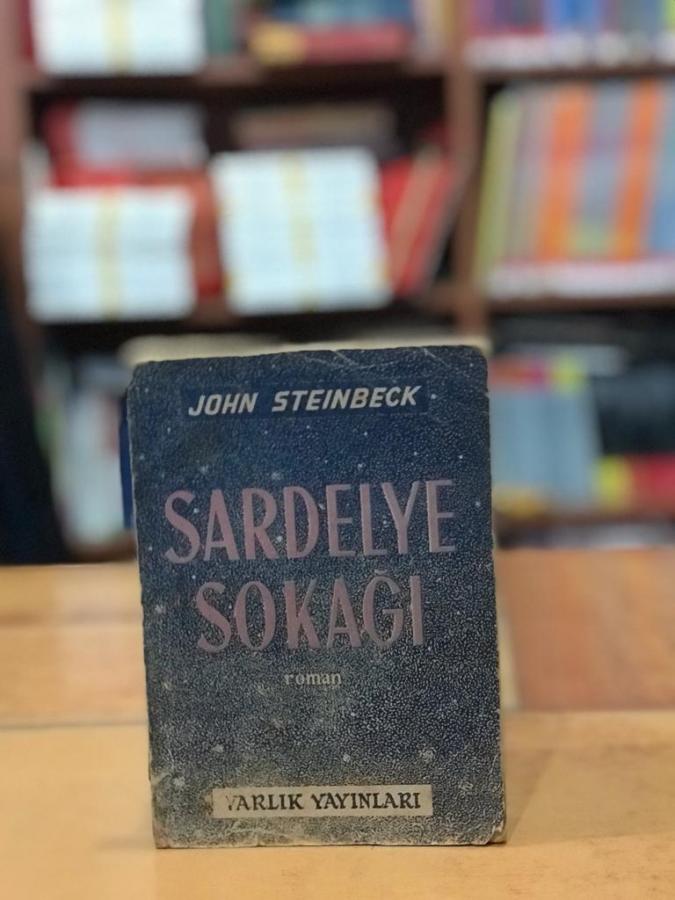 JOHN STEINBECK
SARDELYE
SOKAĞI
roman
VARLIK YAYINLARI